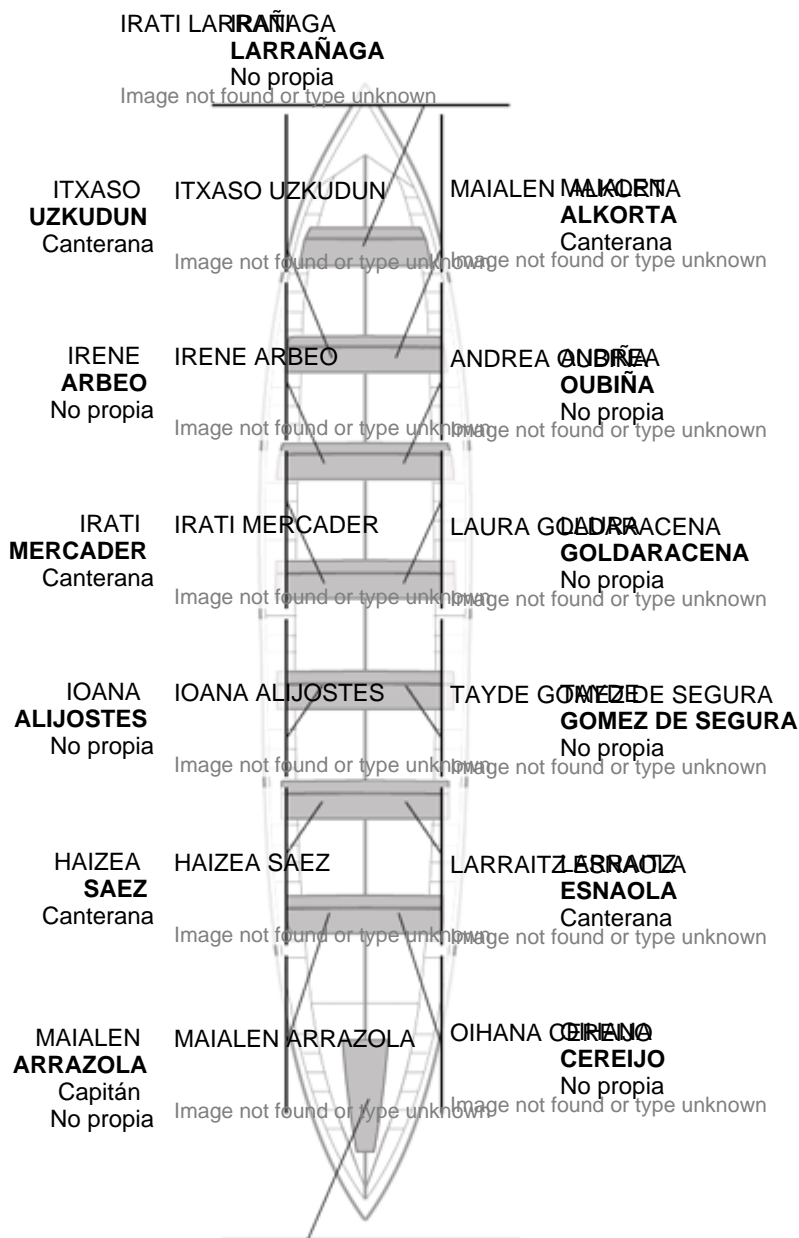 IRATI LARRAÑAGA
IRATI
LARRAÑAGA
No propia
Image not found or type unknown
ITXASO
UZKUDUN
Canterana
ITXASO UZKUDUN
Image not found or type unknown
MAIALEN ALKORTA
Image not found or type unknown
MAIALEN
ALKORTA
Canterana
IRENE
ARBEO
No propia
IRENE ARBEO
Image not found or type unknown
ANDREA OUBIÑA
Image not found or type unknown
ANDREA
OUBIÑA
No propia
IRATI
MERCADER
Canterana
IRATI MERCADER
Image not found or type unknown
LAURA GOLDARACENA
Image not found or type unknown
LAURA
GOLDARACENA
No propia
IOANA
ALIJOSTES
No propia
IOANA ALIJOSTES
Image not found or type unknown
TAYDE GOMEZ DE SEGURA
Image not found or type unknown
TAYDE
GOMEZ DE SEGURA
No propia
HAIZEA
SAEZ
Canterana
HAIZEA SAEZ
Image not found or type unknown
LARRAITZ ESNAOLA
Image not found or type unknown
LARRAITZ
ESNAOLA
Canterana
MAIALEN
ARRAZOLA
Capitán
No propia
MAIALEN ARRAZOLA
Image not found or type unknown
OIHANA CEREIJO
Image not found or type unknown
OIHANA
CEREIJO
No propia